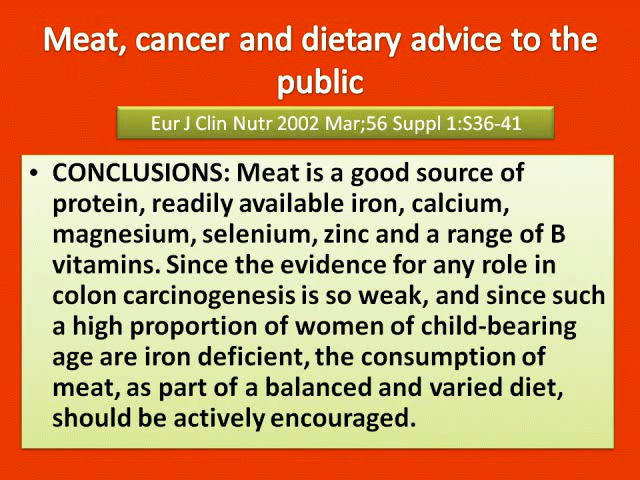 Meat, cancer and dietary advice to the
public
Eur J Clin Nutr 2002 Mar;56 Suppl 1:S36-41
• CONCLUSIONS: Meat is a good source of
protein, readily available iron, calcium,
magnesium, selenium, zinc and a range of B
vitamins. Since the evidence for any role in
colon carcinogenesis is so weak, and since such
a high proportion of women of child-bearing
age are iron deficient, the consumption of
meat, as part of a balanced and varied diet,
should be actively encouraged.